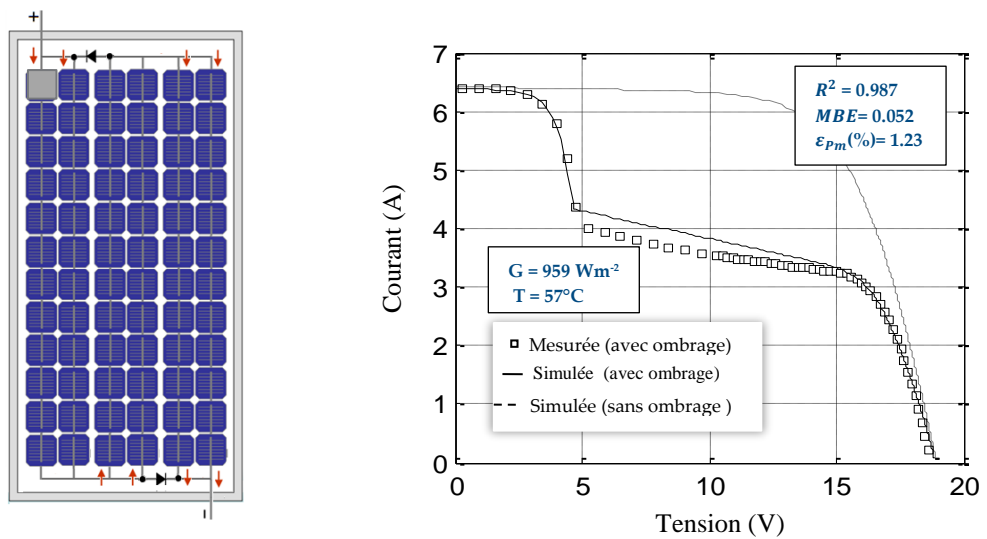 +
–
7
6
5
4
3
2
1
0
Courant (A)
R² = 0.987
MBE= 0.052
εPm(%)= 1.23
G = 959 Wm-2
T = 57°C
Mesurée (avec ombrage)
Simulée (avec ombrage)
Simulée (sans ombrage )
0 5 10 15 20
Tension (V)